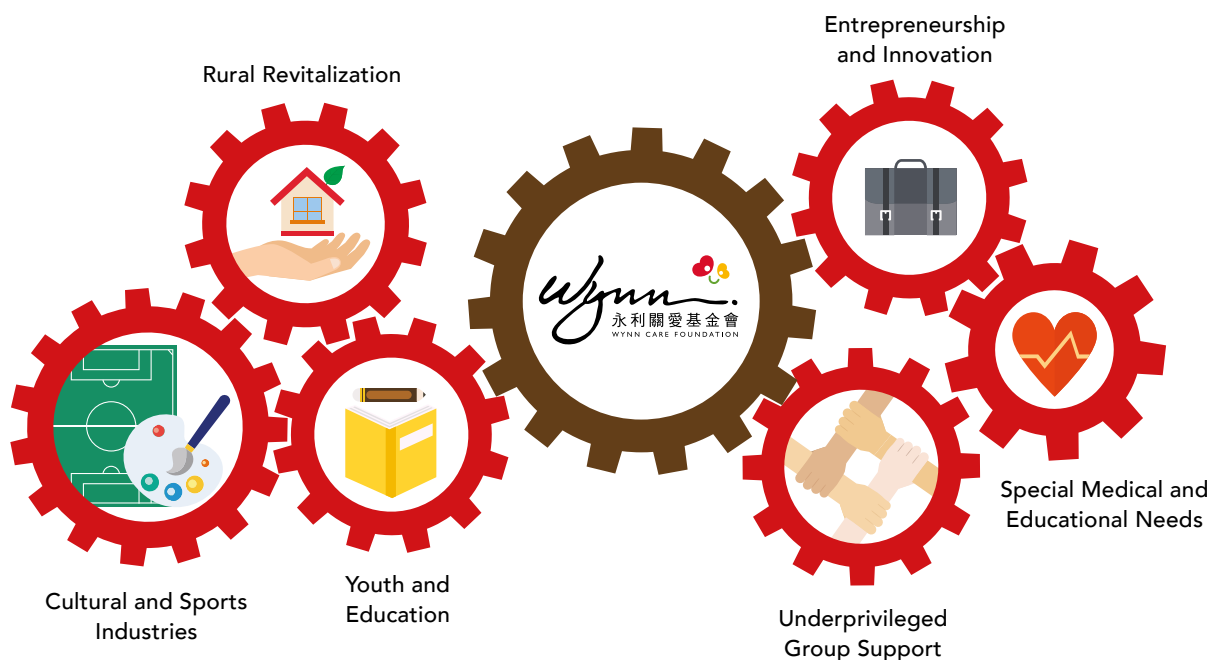 Entrepreneurship
and Innovation
Rural Revitalization
Wynn
永利關愛基金會
WYNN CARE FOUNDATION
Special Medical and
Educational Needs
Youth and
Education
Cultural and Sports
Industries
Underprivileged
Group Support